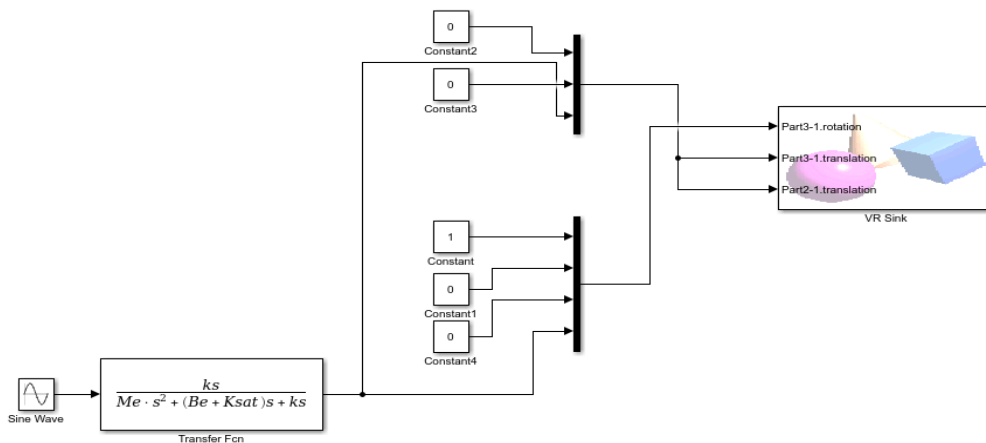 0
Constant2
0
Constant3
Part3-1.rotation
Part3-1.translation
Part2-1.translation
VR Sink
1
Constant
0
Constant1
0
Constant4
Sine Wave
ks
Me · s² + (Be + Ksat)s + ks
Transfer Fcn